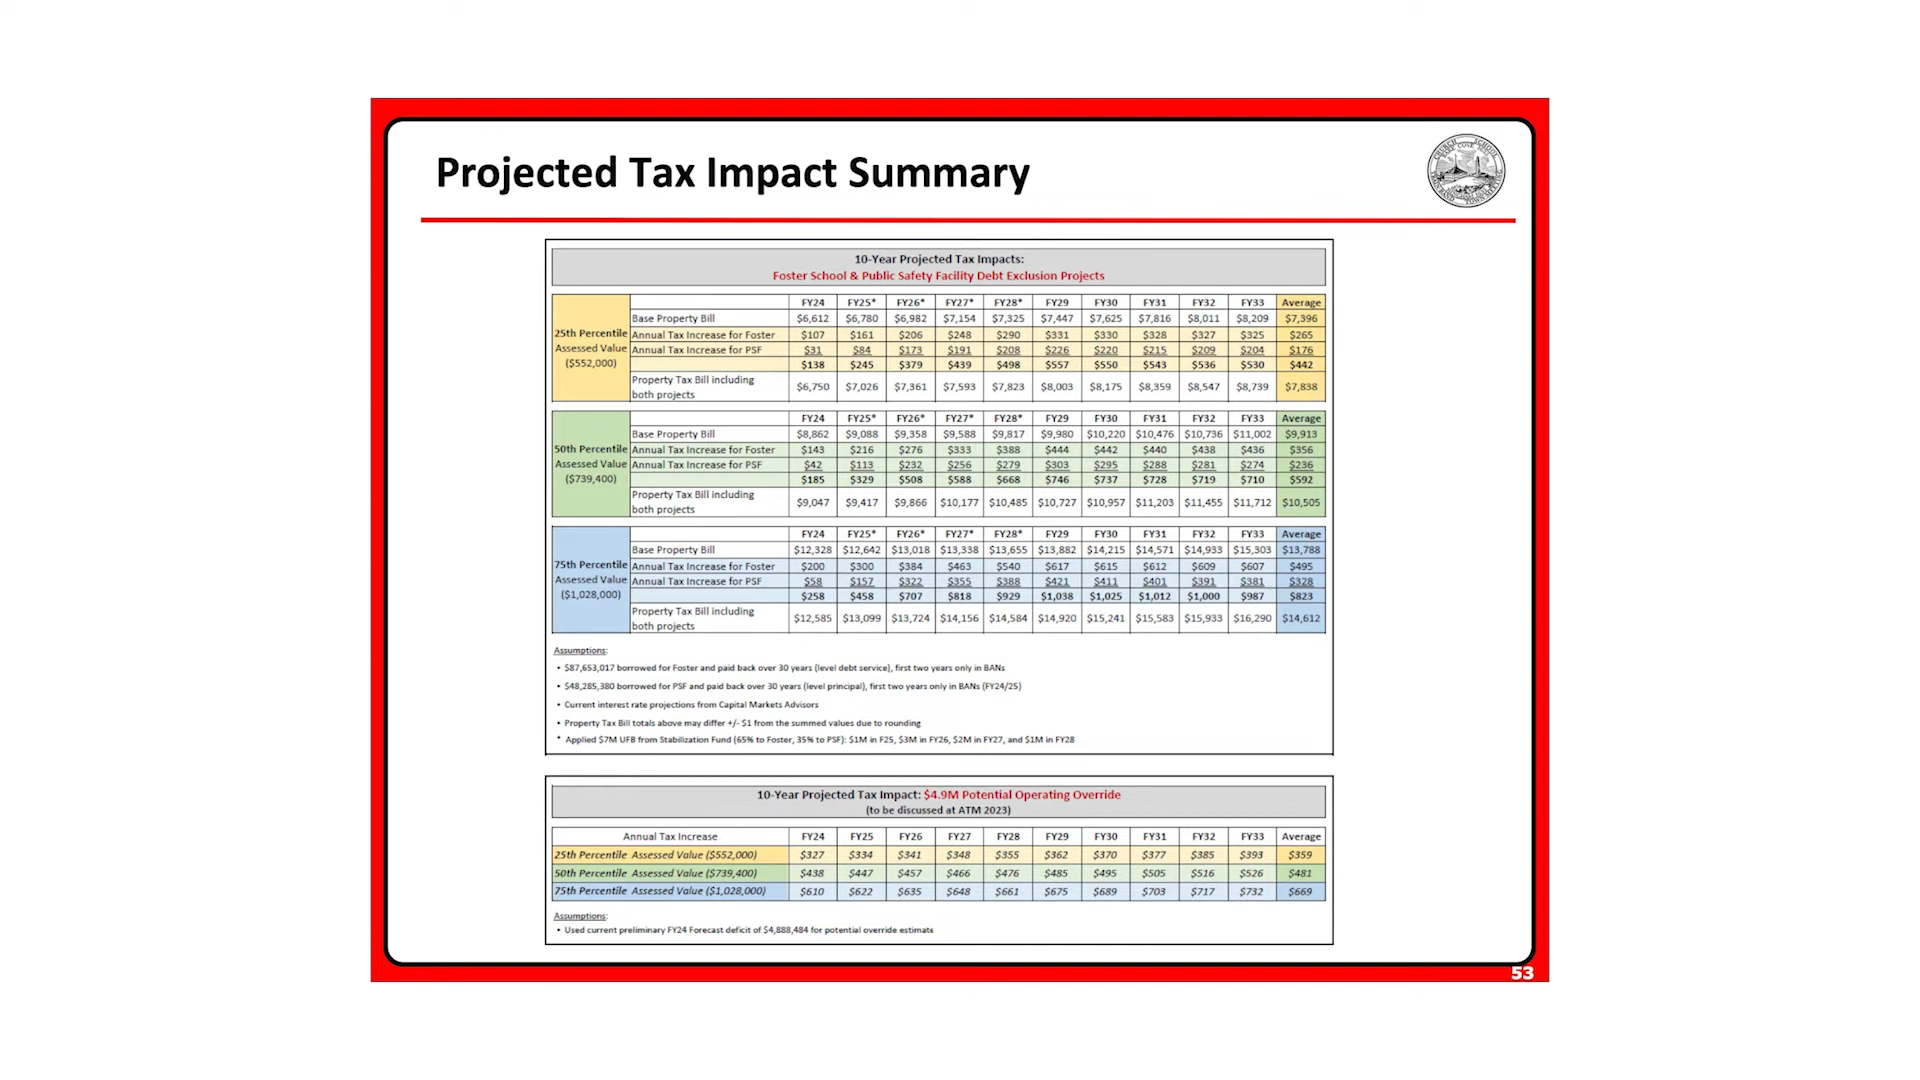 Projected Tax Impact Summary
10-Year Projected Tax Impacts:
Foster School & Public Safety Facility Debt Exclusion Projects
25th Percentile
Assessed Value
($552,000)
FY24 FY25* FY26* FY27* FY28* FY29 FY30 FY31 FY32 FY33 Average
Base Property Bill $6,612 $6,780 $6,982 $7,154 $7,325 $7,447 $7,625 $7,816 $8,011 $8,209 $7,396
Annual Tax Increase for Foster $107 $161 $206 $248 $290 $331 $330 $328 $327 $325 $265
Annual Tax Increase for PSF $31 $84 $173 $191 $208 $226 $220 $215 $209 $204 $176
$138 $245 $379 $439 $498 $557 $550 $543 $536 $530 $442
Property Tax Bill including
both projects $6,750 $7,026 $7,361 $7,593 $7,823 $8,003 $8,175 $8,359 $8,547 $8,739 $7,838
50th Percentile
Assessed Value
($739,400)
FY24 FY25* FY26* FY27* FY28* FY29 FY30 FY31 FY32 FY33 Average
Base Property Bill $8,862 $9,088 $9,358 $9,588 $9,817 $9,980 $10,220 $10,476 $10,736 $11,002 $9,913
Annual Tax Increase for Foster $143 $216 $276 $333 $388 $444 $442 $440 $438 $436 $356
Annual Tax Increase for PSF $42 $113 $232 $256 $279 $303 $295 $288 $281 $274 $236
$185 $329 $508 $588 $668 $746 $737 $728 $719 $710 $592
Property Tax Bill including
both projects $9,047 $9,417 $9,866 $10,177 $10,485 $10,727 $10,957 $11,203 $11,455 $11,712 $10,505
75th Percentile
Assessed Value
($1,028,000)
FY24 FY25* FY26* FY27* FY28* FY29 FY30 FY31 FY32 FY33 Average
Base Property Bill $12,328 $12,642 $13,018 $13,338 $13,655 $13,882 $14,215 $14,571 $14,933 $15,303 $13,788
Annual Tax Increase for Foster $200 $300 $384 $463 $540 $617 $615 $612 $609 $607 $495
Annual Tax Increase for PSF $58 $157 $322 $355 $388 $421 $411 $401 $391 $381 $328
$258 $458 $707 $818 $929 $1,038 $1,025 $1,012 $1,000 $987 $823
Property Tax Bill including
both projects $12,585 $13,099 $13,724 $14,156 $14,584 $14,920 $15,241 $15,583 $15,933 $16,290 $14,612
Assumptions:
• $87,653,017 borrowed for Foster and paid back over 30 years (level debt service), first two years only in BANs
• $48,285,380 borrowed for PSF and paid back over 30 years (level principal), first two years only in BANs (FY24/25)
• Current interest rate projections from Capital Markets Advisors
• Property Tax Bill totals above may differ +/- $1 from the summed values due to rounding
* Applied $7M UFB from Stabilization Fund (65% to Foster, 35% to PSF): $1M in F25, $3M in FY26, $2M in FY27, and $1M in FY28
10-Year Projected Tax Impact: $4.9M Potential Operating Override
(to be discussed at ATM 2023)
Annual Tax Increase FY24 FY25 FY26 FY27 FY28 FY29 FY30 FY31 FY32 FY33 Average
25th Percentile Assessed Value ($552,000) $327 $334 $341 $348 $355 $362 $370 $377 $385 $393 $359
50th Percentile Assessed Value ($739,400) $438 $447 $457 $466 $476 $485 $495 $505 $516 $526 $481
75th Percentile Assessed Value ($1,028,000) $610 $622 $635 $648 $661 $675 $689 $703 $717 $732 $669
Assumptions:
• Used current preliminary FY24 Forecast deficit of $4,888,484 for potential override estimate
53